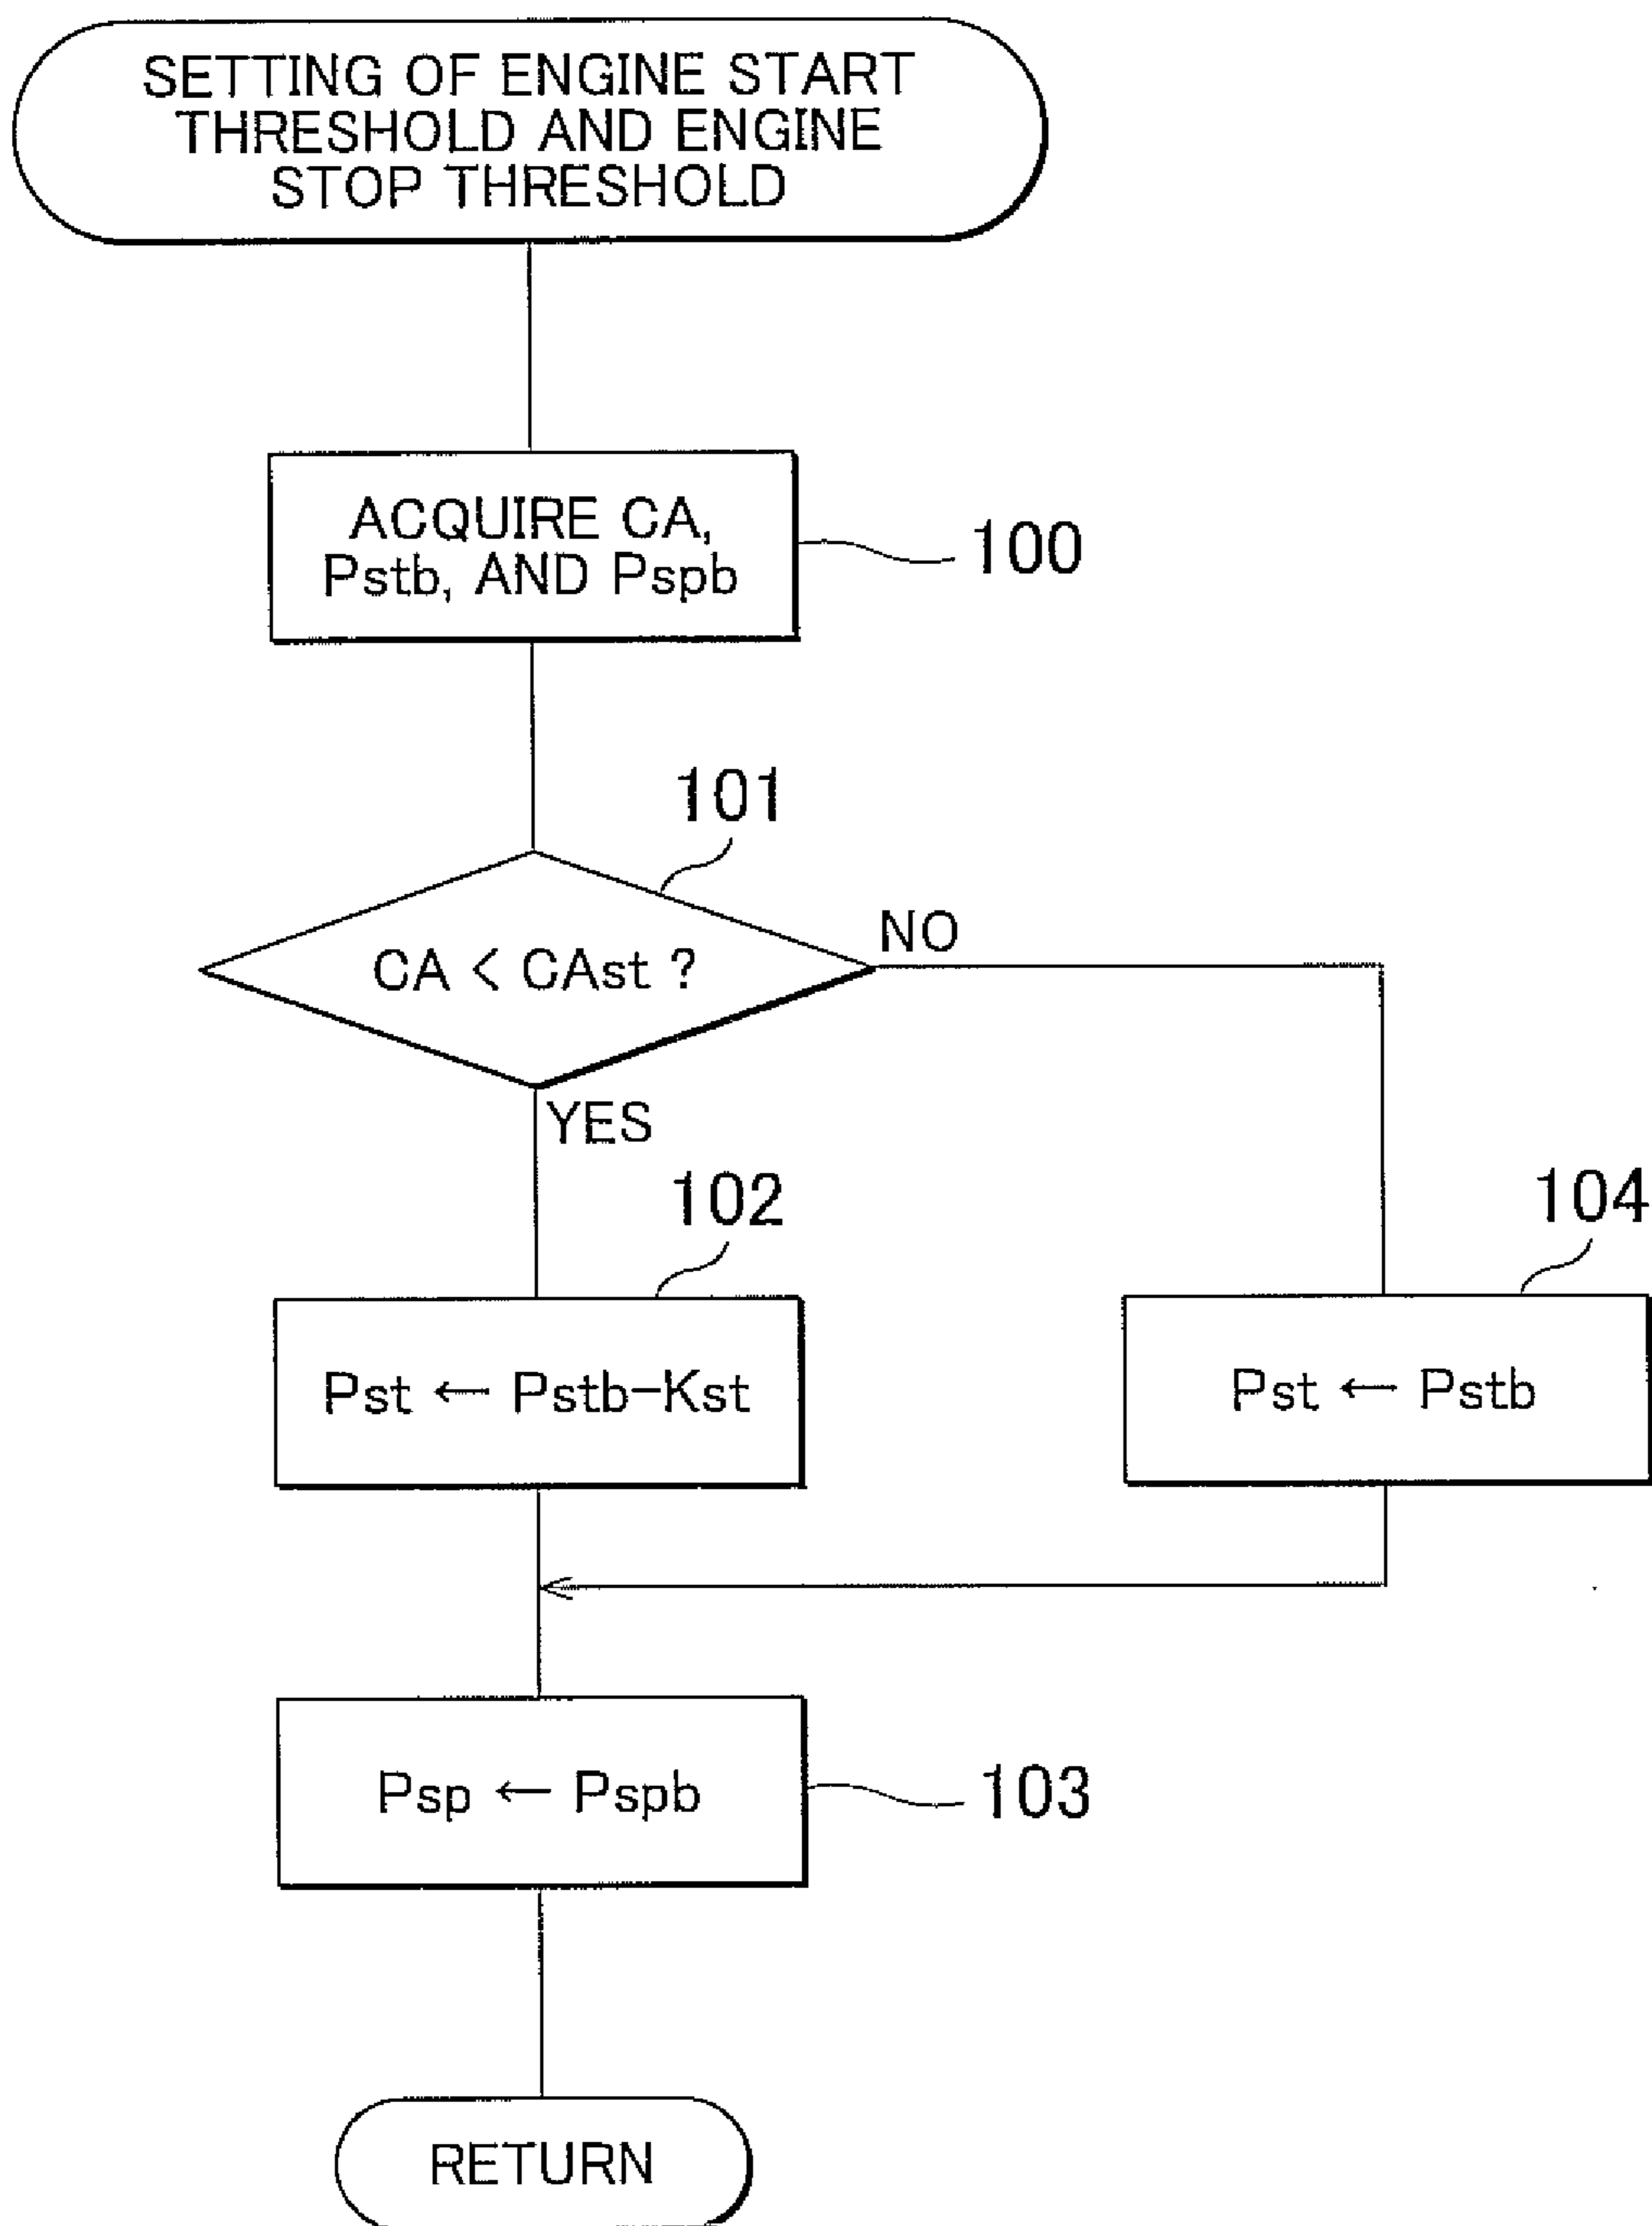 SETTING OF ENGINE START
THRESHOLD AND ENGINE
STOP THRESHOLD
ACQUIRE CA,
Pstb, AND Pspb
100
101
CA < CAst ?
NO
YES
102
Pst ← Pstb-Kst
104
Pst ← Pstb
Psp ← Pspb
103
RETURN